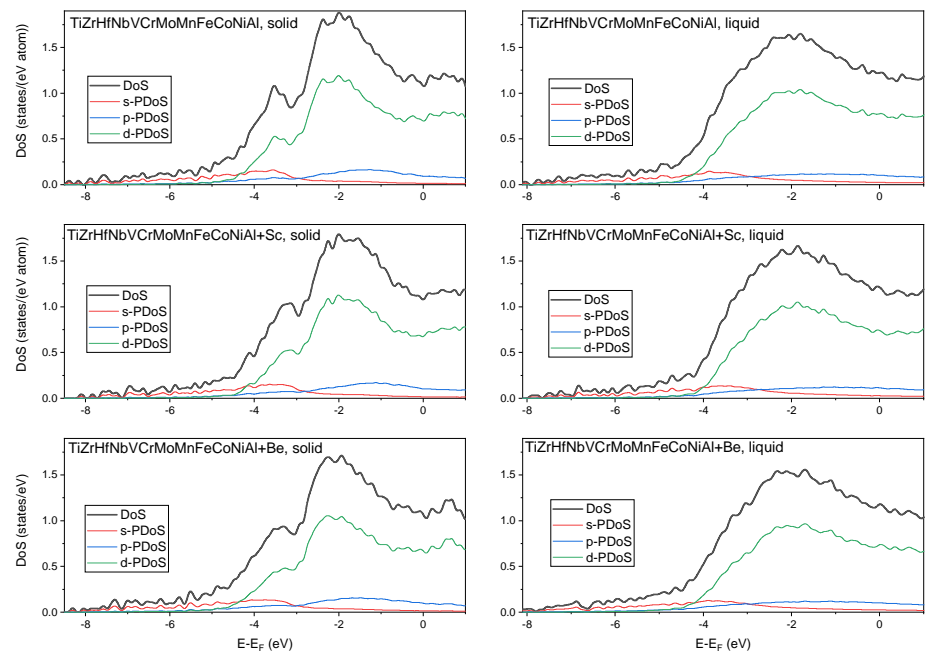 TiZrHfNbVCrMoMnFeCoNiAl, solid
DoS (states/(eV atom))
1.5
1.0
0.5
0.0
DoS
s-PDoS
p-PDoS
d-PDoS
-8 -6 -4 -2 0
TiZrHfNbVCrMoMnFeCoNiAl, liquid
1.5
1.0
0.5
0.0
DoS
s-PDoS
p-PDoS
d-PDoS
-8 -6 -4 -2 0
TiZrHfNbVCrMoMnFeCoNiAl+Sc, solid
DoS (states/(eV atom))
1.5
1.0
0.5
0.0
DoS
s-PDoS
p-PDoS
d-PDoS
-8 -6 -4 -2 0
TiZrHfNbVCrMoMnFeCoNiAl+Sc, liquid
1.5
1.0
0.5
0.0
DoS
s-PDoS
p-PDoS
d-PDoS
-8 -6 -4 -2 0
TiZrHfNbVCrMoMnFeCoNiAl+Be, solid
DoS (states/eV)
1.5
1.0
0.5
0.0
DoS
s-PDoS
p-PDoS
d-PDoS
-8 -6 -4 -2 0
E-E_F (eV)
TiZrHfNbVCrMoMnFeCoNiAl+Be, liquid
1.5
1.0
0.5
0.0
DoS
s-PDoS
p-PDoS
d-PDoS
-8 -6 -4 -2 0
E-E_F (eV)